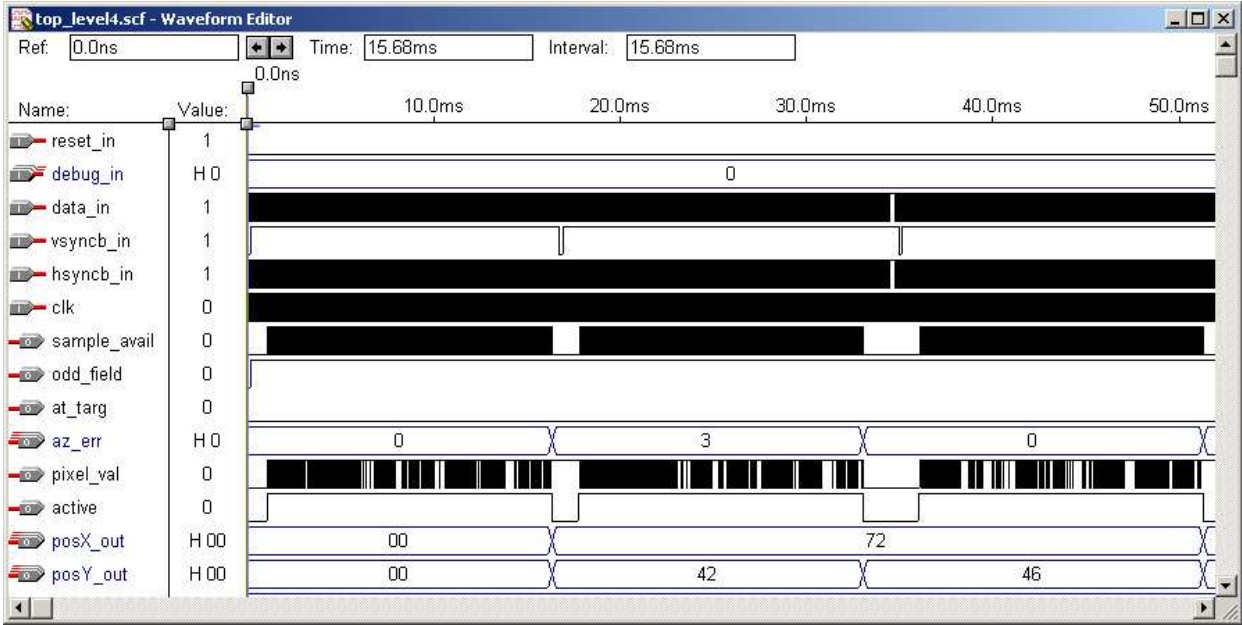 top_level4.scf - Waveform Editor
Ref: 0.0ns Time: 15.68ms Interval: 15.68ms
0.0ns
Name: Value: 10.0ms 20.0ms 30.0ms 40.0ms 50.0ms
reset_in 1
debug_in H 0 0
data_in 1
vsyncb_in 1
hsyncb_in 1
clk 0
sample_avail 0
odd_field 0
at_targ 0
az_err H 0 0 3 0
pixel_val 0
active 0
posX_out H 00 00 72
posY_out H 00 00 42 46